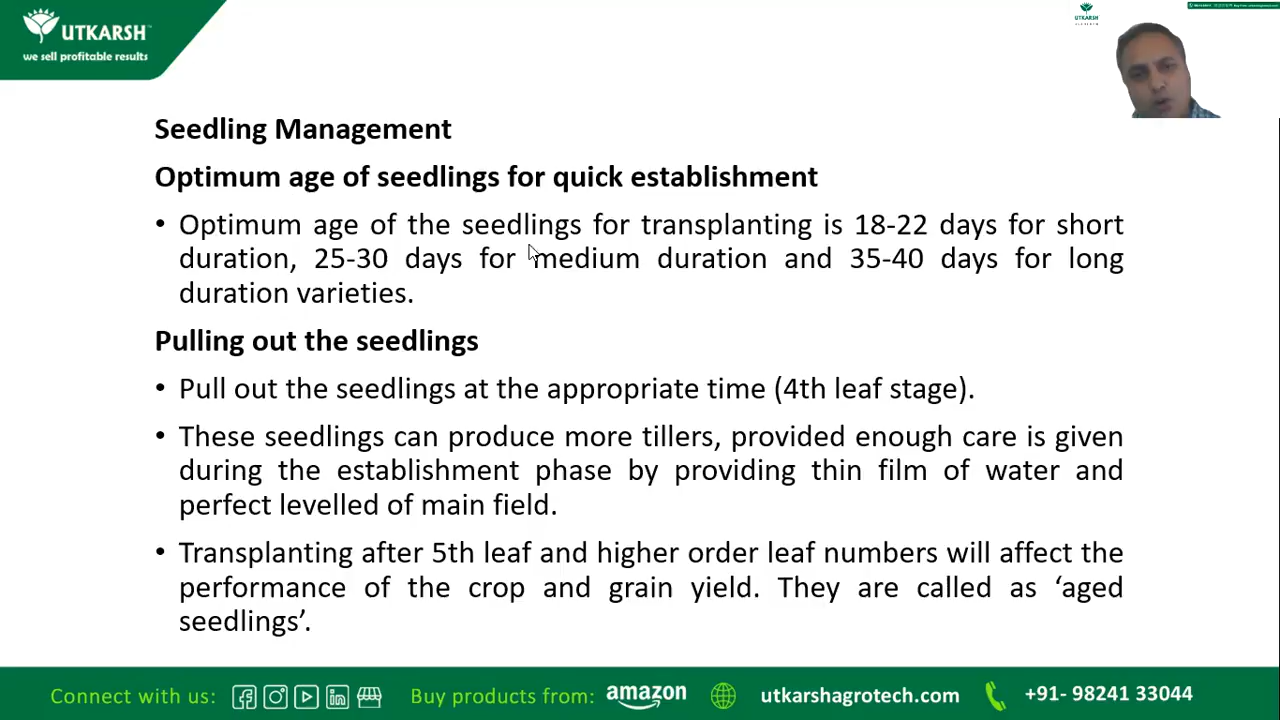 UTKARSH
we sell profitable results
UTKARSH
Seedling Management
Optimum age of seedlings for quick establishment
• Optimum age of the seedlings for transplanting is 18-22 days for short
duration, 25-30 days for medium duration and 35-40 days for long
duration varieties.
Pulling out the seedlings
• Pull out the seedlings at the appropriate time (4th leaf stage).
• These seedlings can produce more tillers, provided enough care is given
during the establishment phase by providing thin film of water and
perfect levelled of main field.
• Transplanting after 5th leaf and higher order leaf numbers will affect the
performance of the crop and grain yield. They are called as ‘aged
seedlings’.
Connect with us: Buy products from: amazon utkarshagrotech.com +91- 98241 33044